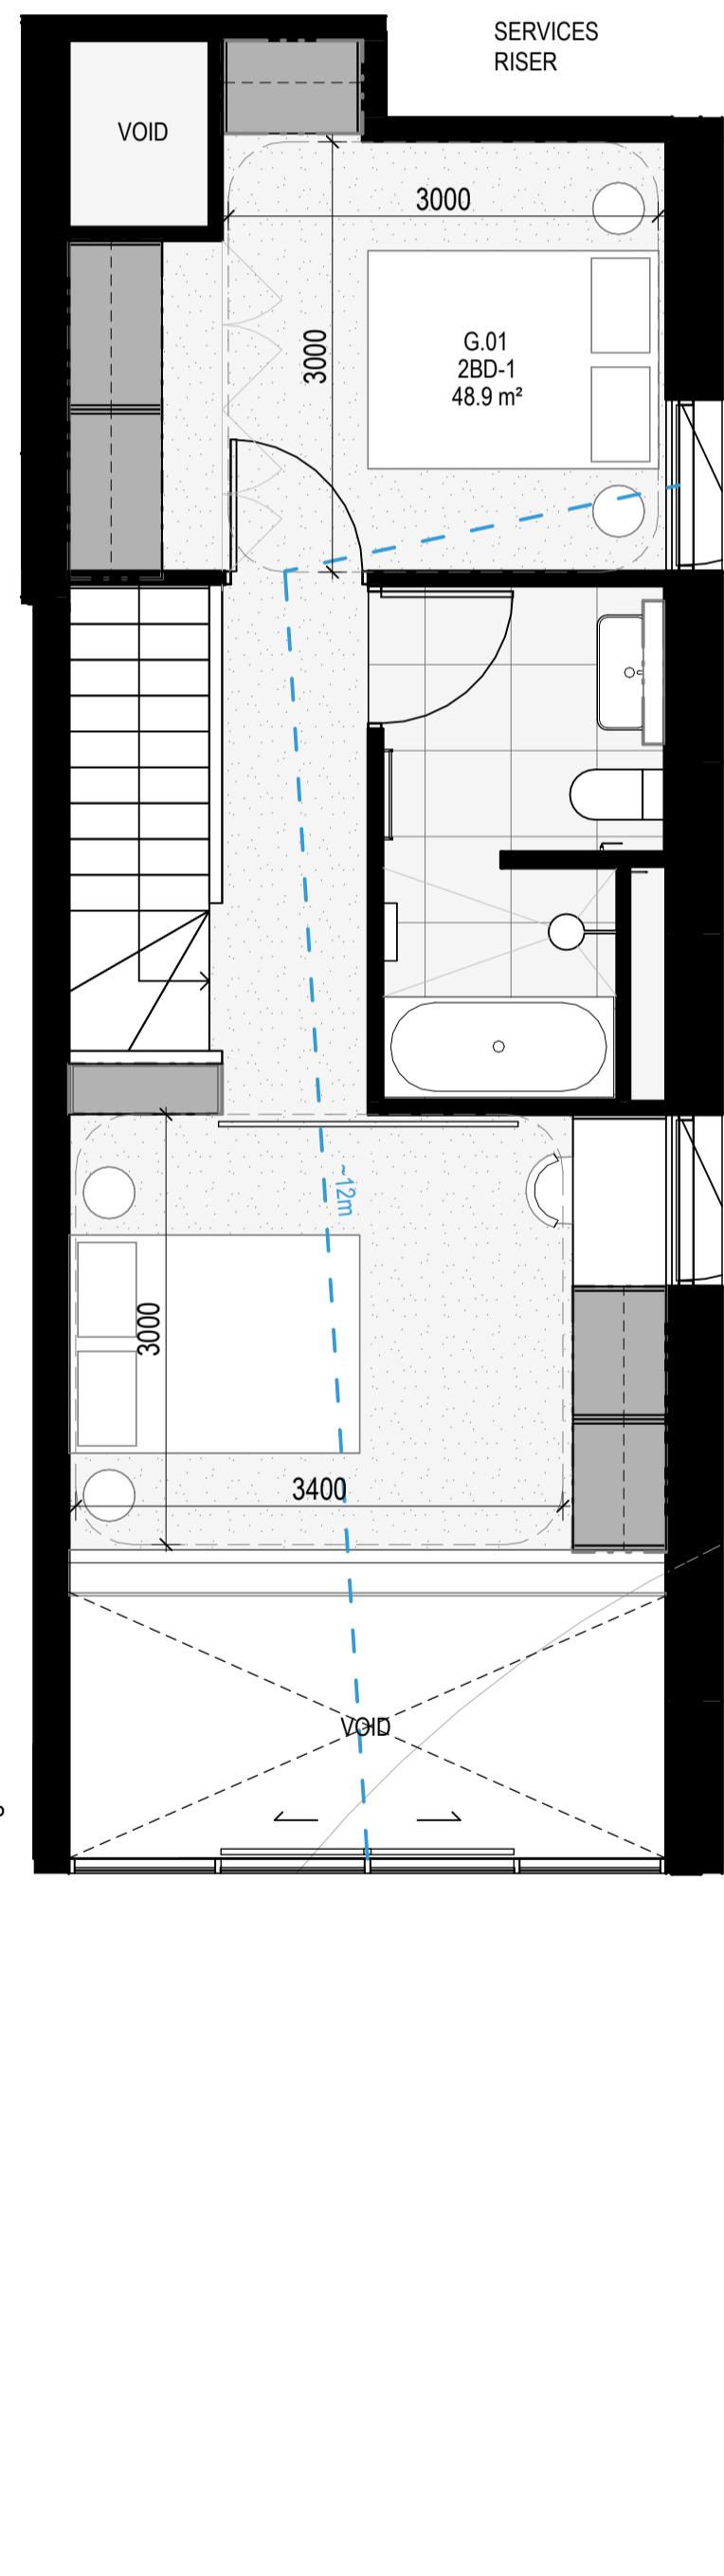 SERVICES
RISER
VOID
3000
3000
G.01
2BD-1
48.9 m²
~12m
3000
3400
VOID